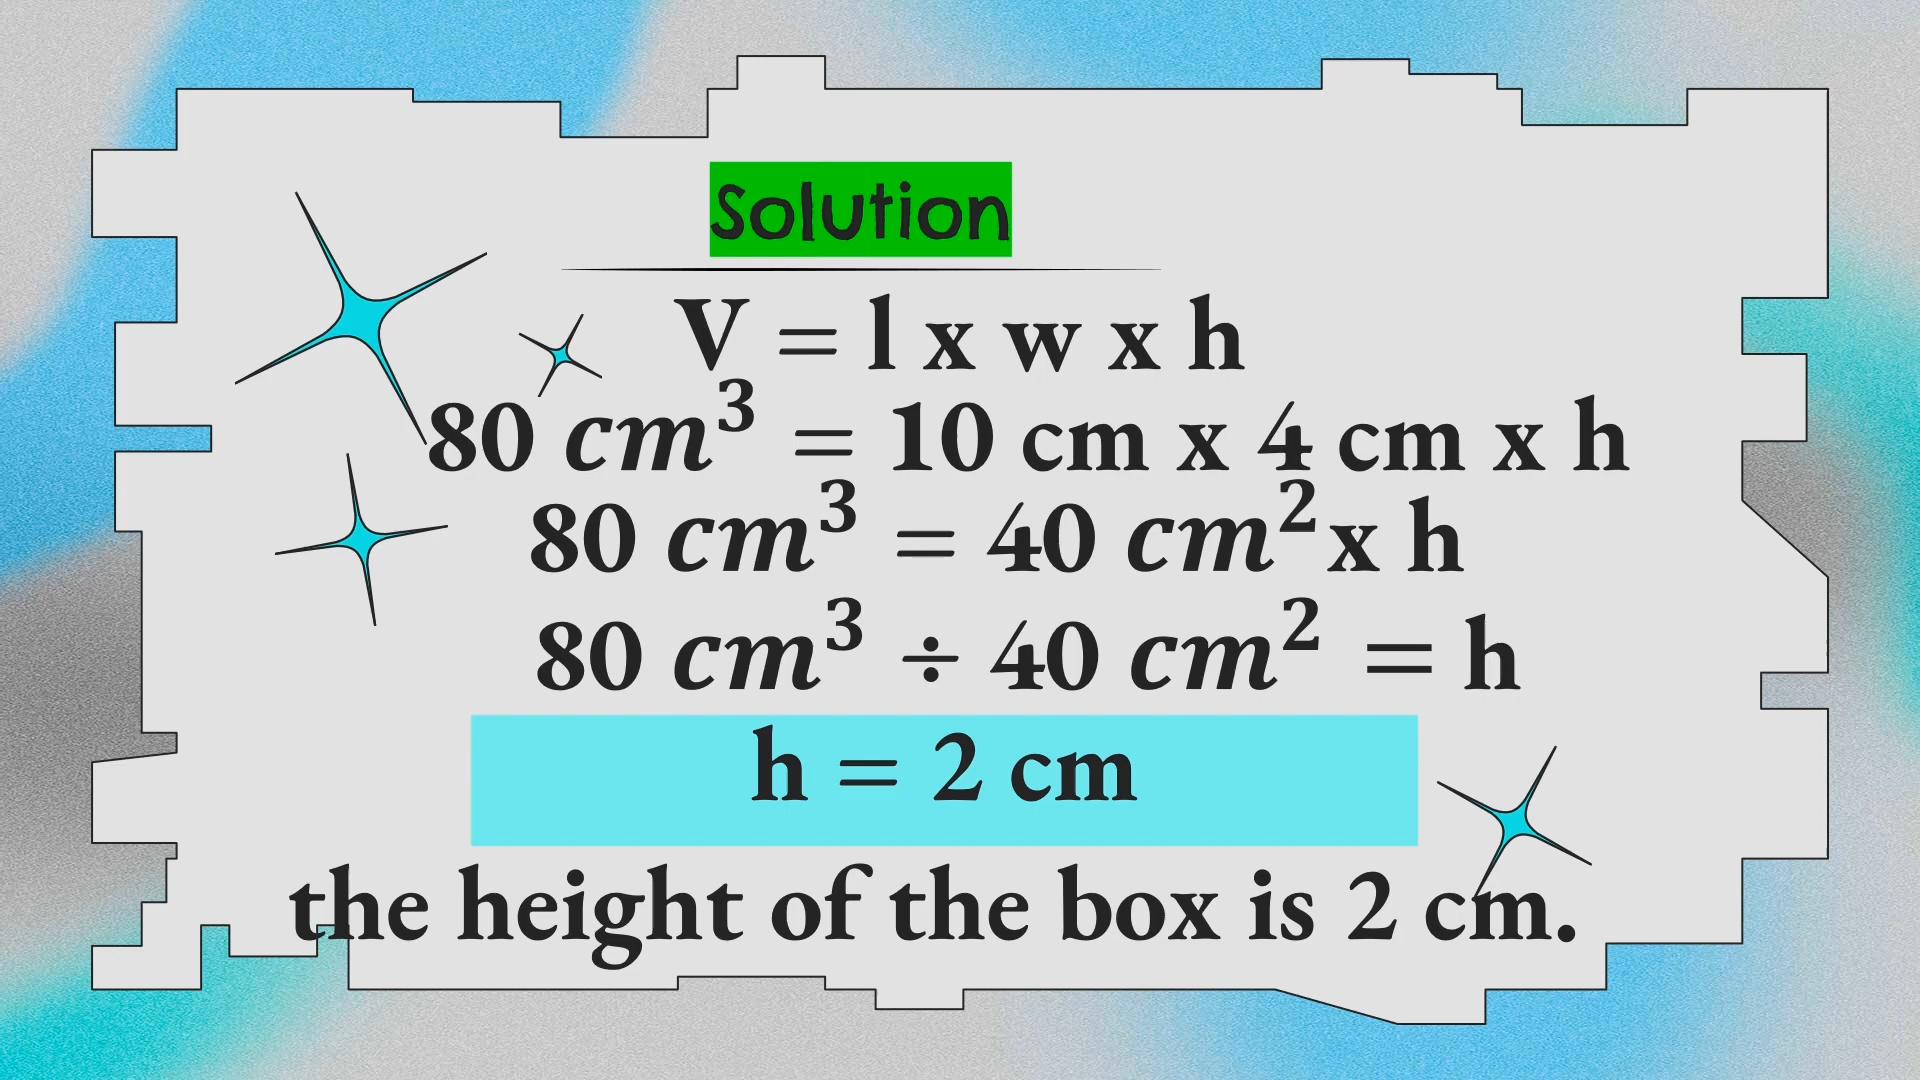 Solution
V = l x w x h
80 cm³ = 10 cm x 4 cm x h
80 cm³ = 40 cm² x h
80 cm³ ÷ 40 cm² = h
h = 2 cm
the height of the box is 2 cm.